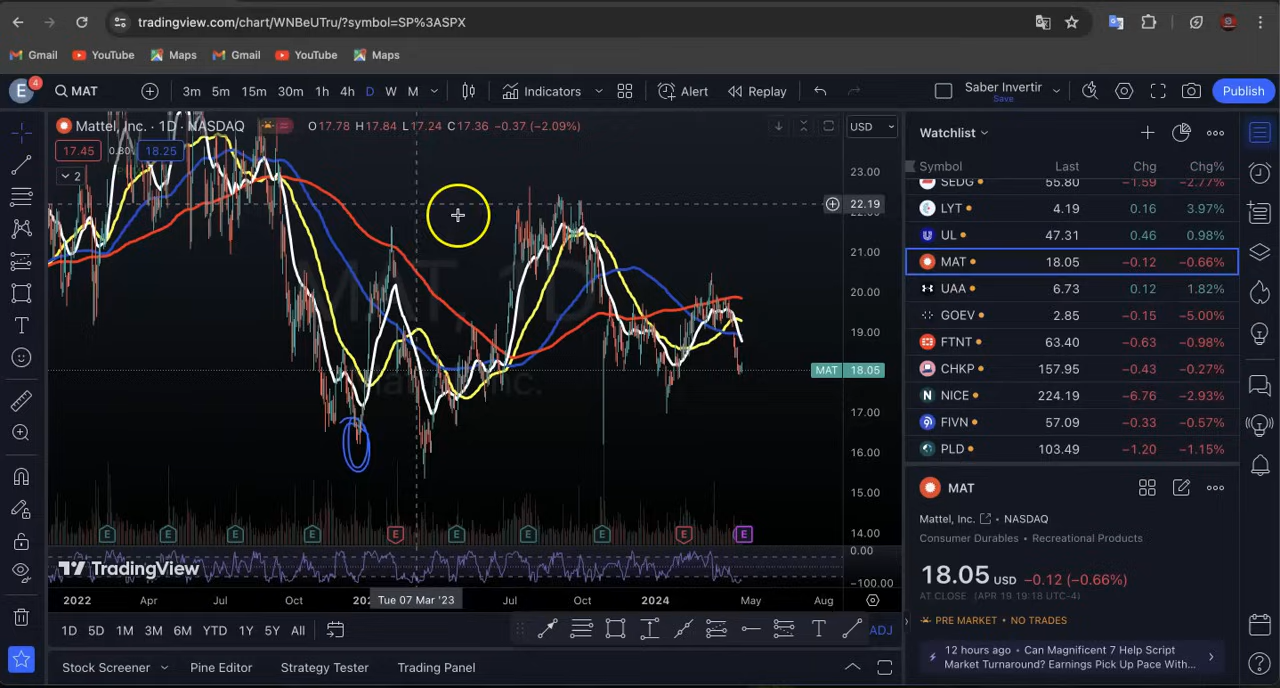 tradingview.com/chart/WNBeUTru/?symbol=SP%3ASPX
Gmail YouTube Maps Gmail YouTube Maps
E 4 MAT 3m 5m 15m 30m 1h 4h D W M Indicators Alert Replay Saber Invertir Save Publish
Mattel, Inc. · 1D · NASDAQ O17.78 H17.84 L17.24 C17.36 −0.37 (−2.09%) USD
17.45 0.80 18.25
2
23.00
22.19
21.00
20.00
19.00
MAT 18.05
17.00
16.00
15.00
14.00
0.00
−100.00
MAT, 1D
E E E E E E E E E E
TradingView
2022 Apr Jul Oct Tue 07 Mar '23 Jul Oct 2024 May Aug
1D 5D 1M 3M 6M YTD 1Y 5Y All ADJ
Stock Screener Pine Editor Strategy Tester Trading Panel
Watchlist
Symbol Last Chg Chg%
SEDG 55.80 −1.59 −2.77%
LYT 4.19 0.16 3.97%
UL 47.31 0.46 0.98%
MAT 18.05 −0.12 −0.66%
UAA 6.73 0.12 1.82%
GOEV 2.85 −0.15 −5.00%
FTNT 63.40 −0.63 −0.98%
CHKP 157.95 −0.43 −0.27%
NICE 224.19 −6.76 −2.93%
FIVN 57.09 −0.33 −0.57%
PLD 103.49 −1.20 −1.15%
MAT
Mattel, Inc. · NASDAQ
Consumer Durables · Recreational Products
18.05 USD −0.12 (−0.66%)
AT CLOSE (APR 19 19:18 UTC-4)
PRE MARKET · NO TRADES
12 hours ago · Can Magnificent 7 Help Script
Market Turnaround? Earnings Pick Up Pace With...